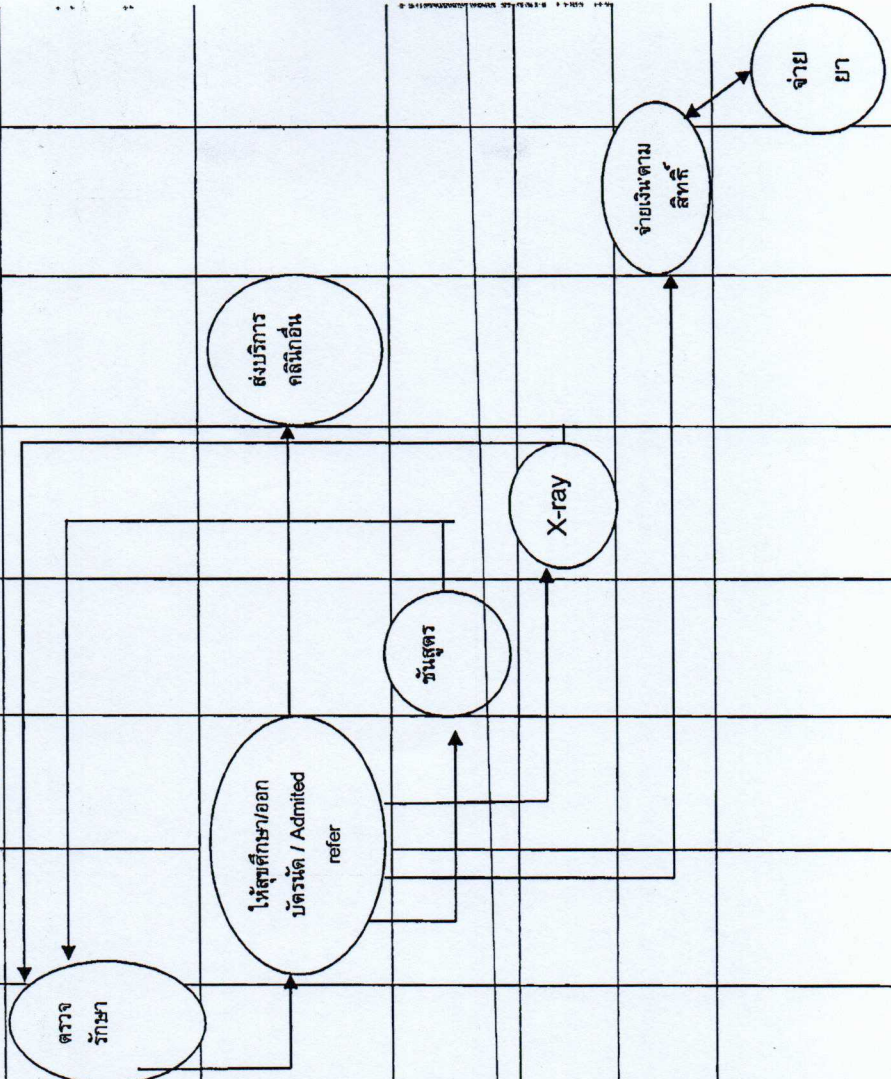 ตรวจ
รักษา
ให้สุขศึกษา/ออก
บัตรนัด / Admited
refer
ชันสูตร
X-ray
ส่งบริการ
คลินิกอื่น
จ่ายเงินตาม
สิทธิ์
จ่าย
ยา